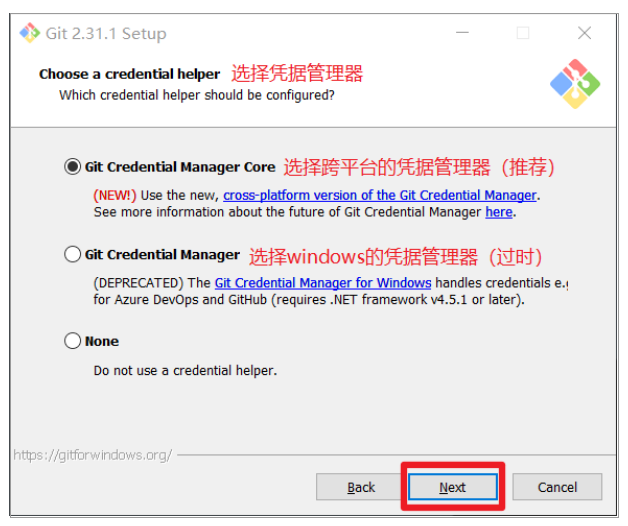 Git 2.31.1 Setup
Choose a credential helper 选择凭据管理器
Which credential helper should be configured?
Git Credential Manager Core 选择跨平台的凭据管理器（推荐）
(NEW!) Use the new, cross-platform version of the Git Credential Manager.
See more information about the future of Git Credential Manager here.
Git Credential Manager 选择windows的凭据管理器（过时）
(DEPRECATED) The Git Credential Manager for Windows handles credentials e.
for Azure DevOps and GitHub (requires .NET framework v4.5.1 or later).
None
Do not use a credential helper.
https://gitforwindows.org/
Back Next Cancel